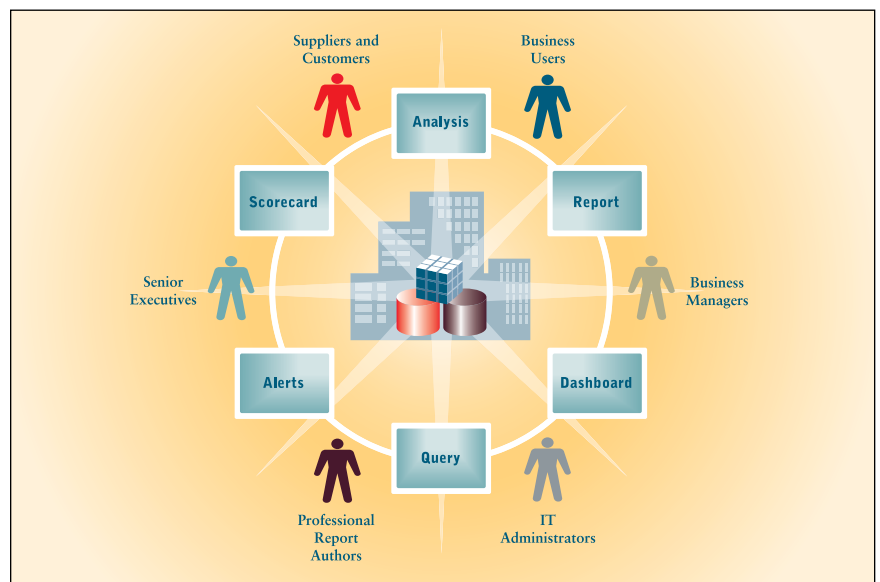 Suppliers and
Customers
Business
Users
Analysis
Scorecard
Report
Senior
Executives
Business
Managers
Alerts
Dashboard
Query
Professional
Report
Authors
IT
Administrators